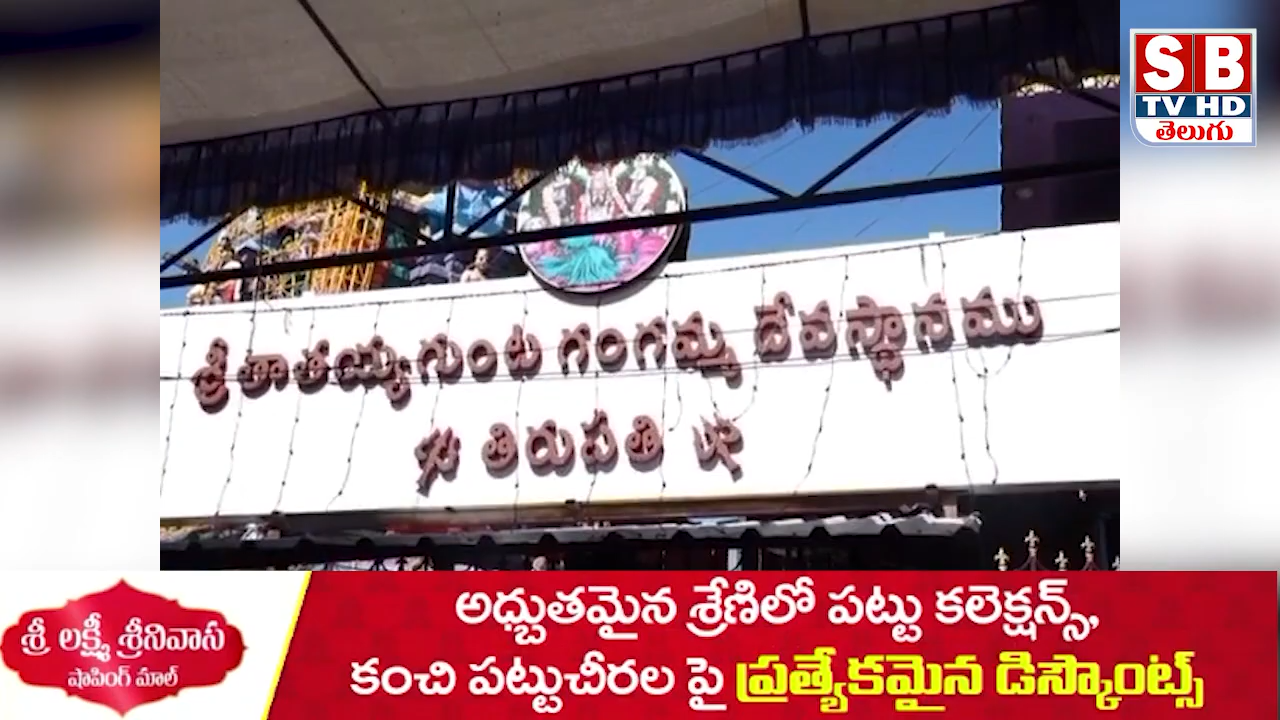 SB
TV HD
తెలుగు
శ్రీ తాతయ్యగుంట గంగమ్మ దేవస్థానము
తిరుపతి
శ్రీ లక్ష్మీ శ్రీనివాస
షాపింగ్ మాల్
అద్భుతమైన శ్రేణిలో పట్టు కలెక్షన్స్,
కంచి పట్టుచీరల పై ప్రత్యేకమైన డిస్కౌంట్స్